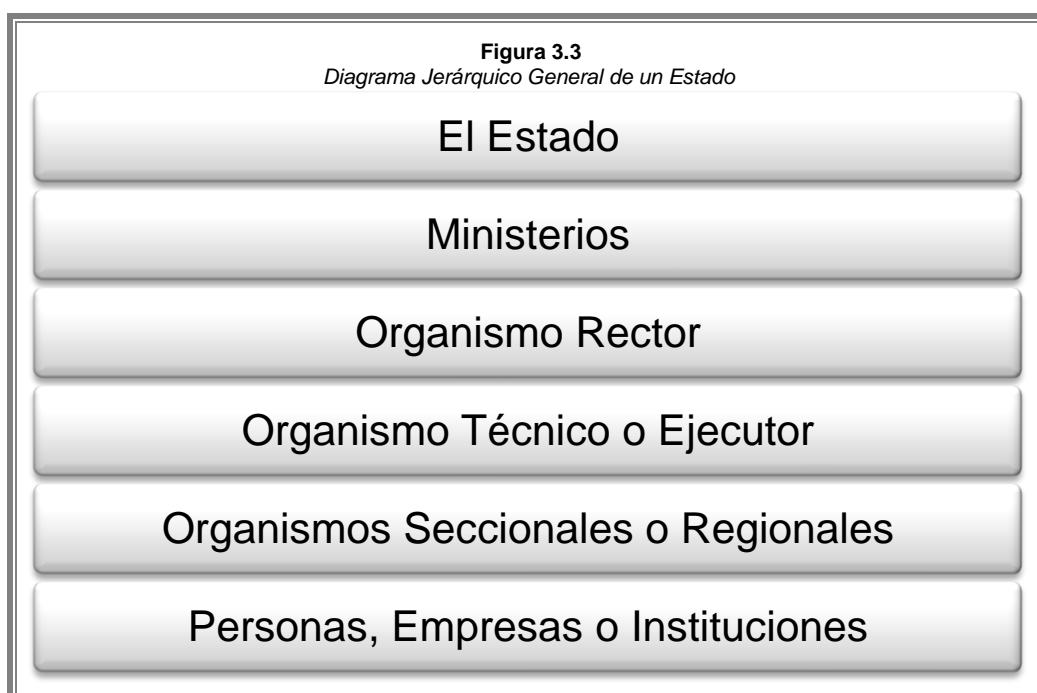 Figura 3.3
Diagrama Jerárquico General de un Estado
El Estado
Ministerios
Organismo Rector
Organismo Técnico o Ejecutor
Organismos Seccionales o Regionales
Personas, Empresas o Instituciones